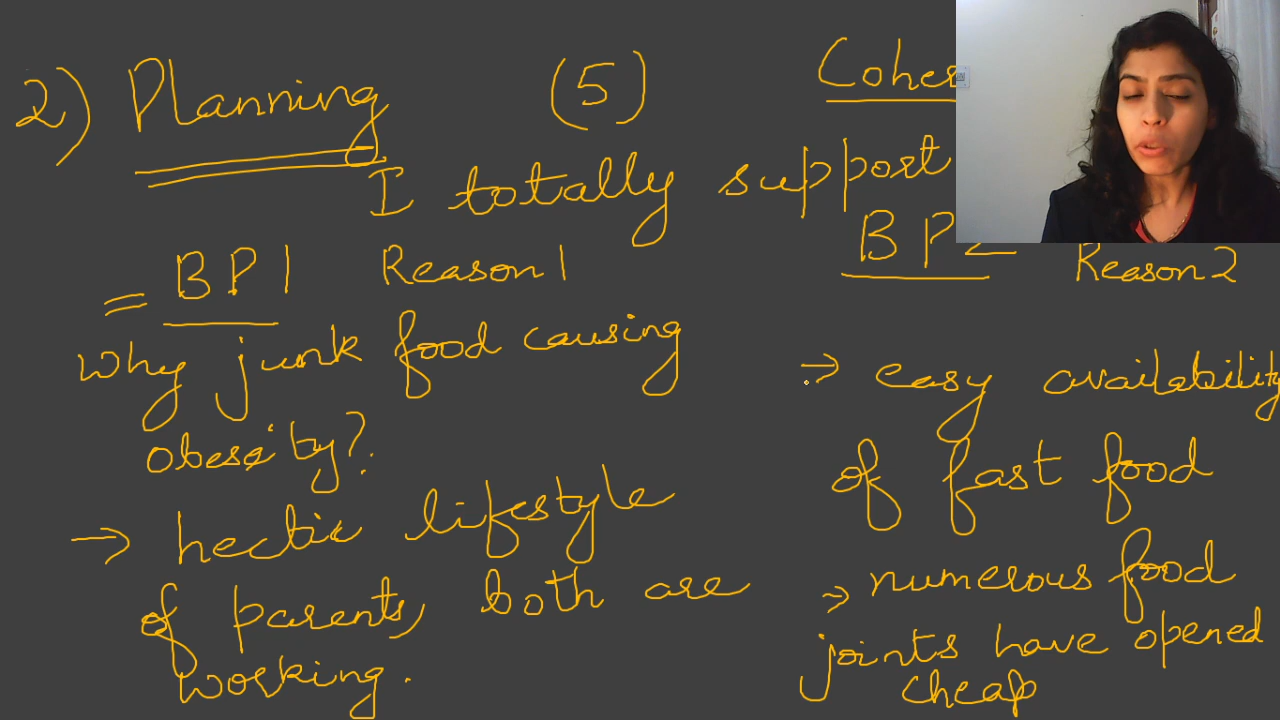 2) Planning (5) Coher
I totally support
= BP1 Reason 1
Why junk food causing
obesity?
→ hectic lifestyle
of parents, both are
working.
BP2 Reason 2
→ easy availability
of fast food
→ numerous food
joints have opened
cheap